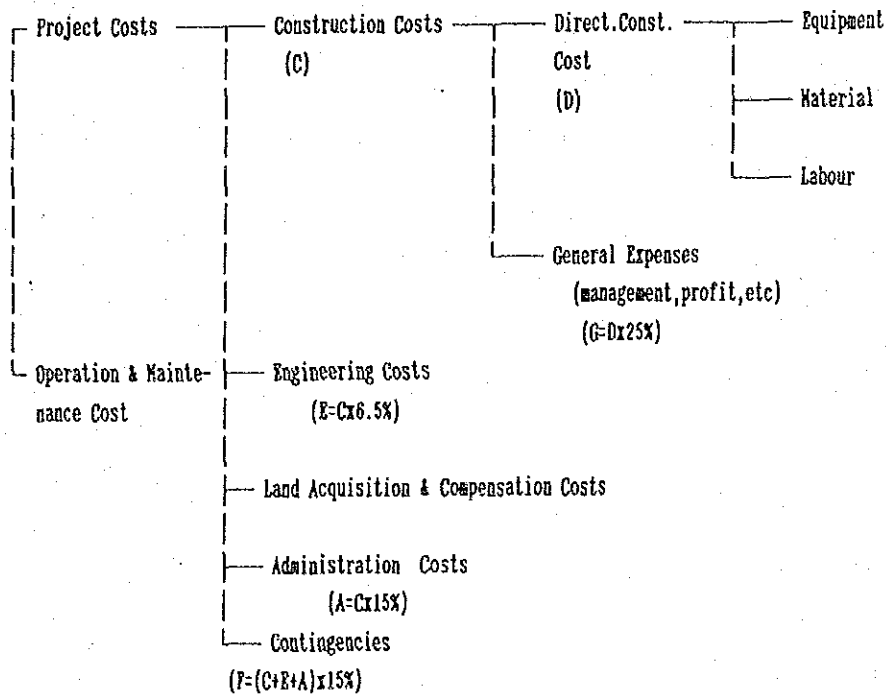 Project Costs Construction Costs Direct.Const. Equipment
(C) Cost
(D) Material
Labour
General Expenses
(management,profit,etc)
(G=Dx25%)
Operation & Mainte- Engineering Costs
nance Cost (E=Cx6.5%)
Land Acquisition & Compensation Costs
Administration Costs
(A=Cx15%)
Contingencies
(F=(C+E+A)x15%)